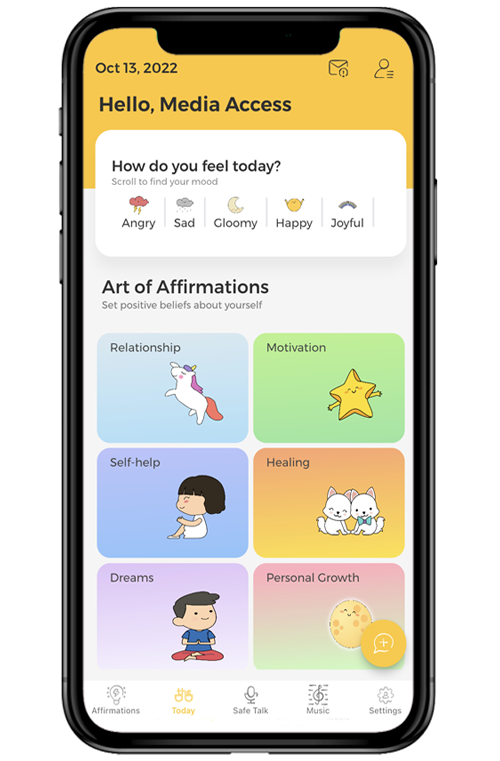 Oct 13, 2022
Hello, Media Access
How do you feel today?
Scroll to find your mood
Angry Sad Gloomy Happy Joyful
Art of Affirmations
Set positive beliefs about yourself
Relationship Motivation
Self-help Healing
Dreams Personal Growth
Affirmations Today Safe Talk Music Settings